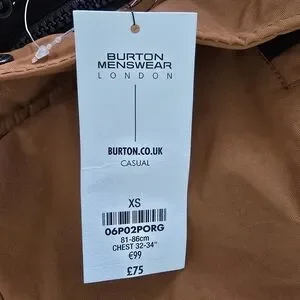 BURTON
MENSWEAR
LONDON
BURTON.CO.UK
CASUAL
XS
06P02PORG
81-86cm
CHEST 32-34"
€99
£75